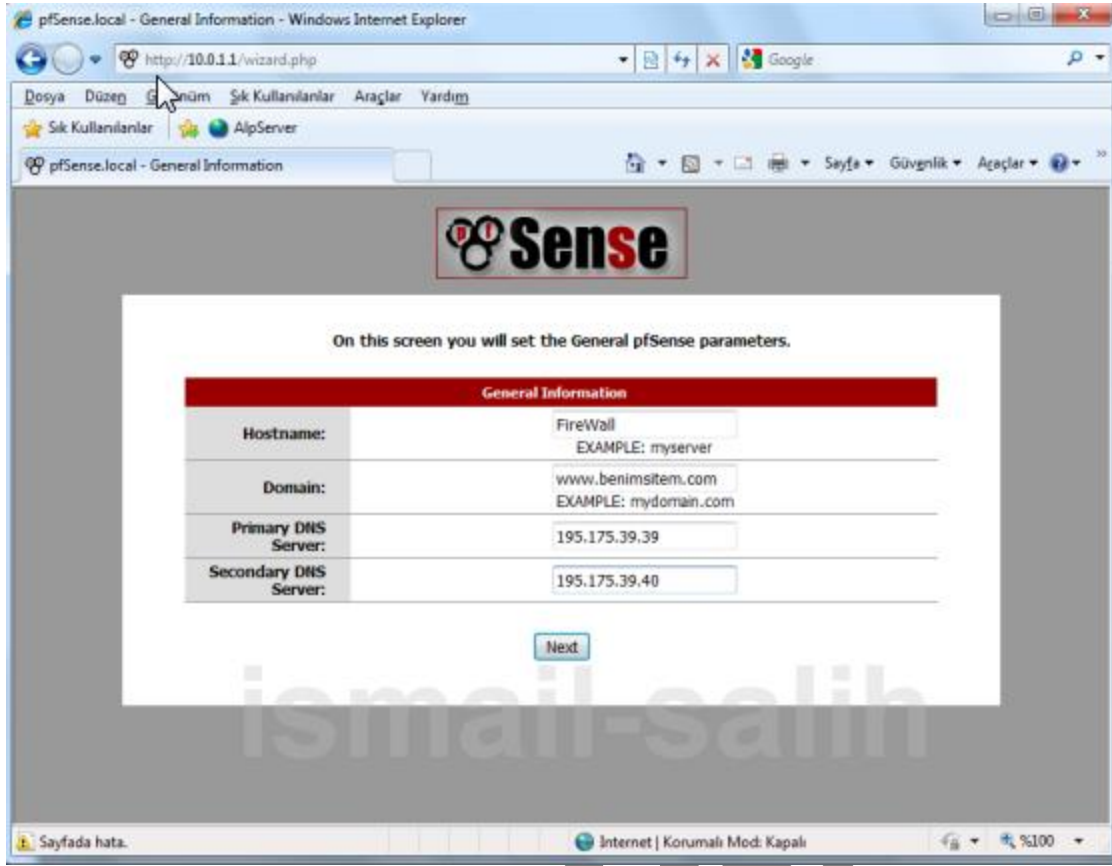 pfSense.local - General Information - Windows Internet Explorer
http://10.0.1.1/wizard.php
Google
Dosya Düzen Sık Kullanılanlar Araçlar Yardım
Sık Kullanılanlar AlpServer
pfSense.local - General Information
Sayfa Güvenlik Araçlar
pf Sense
On this screen you will set the General pfSense parameters.
General Information
Hostname:
FireWall
EXAMPLE: myserver
Domain:
www.benimsitem.com
EXAMPLE: mydomain.com
Primary DNS
Server:
195.175.39.39
Secondary DNS
Server:
195.175.39.40
Next
ismail-salih
Sayfada hata.
Internet | Korumalı Mod: Kapalı
%100